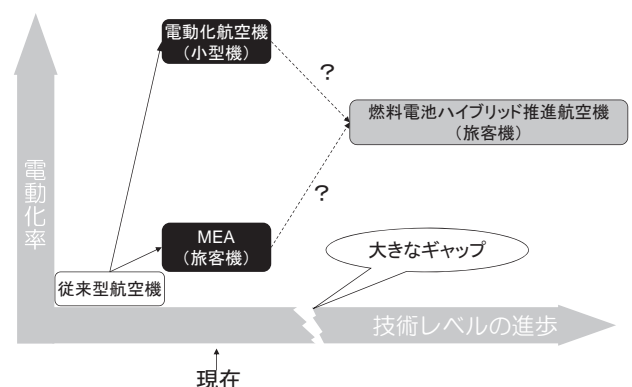 電動化航空機
（小型機）
?
燃料電池ハイブリッド推進航空機
（旅客機）
電動化率
?
MEA
（旅客機）
大きなギャップ
従来型航空機
技術レベルの進歩
現在